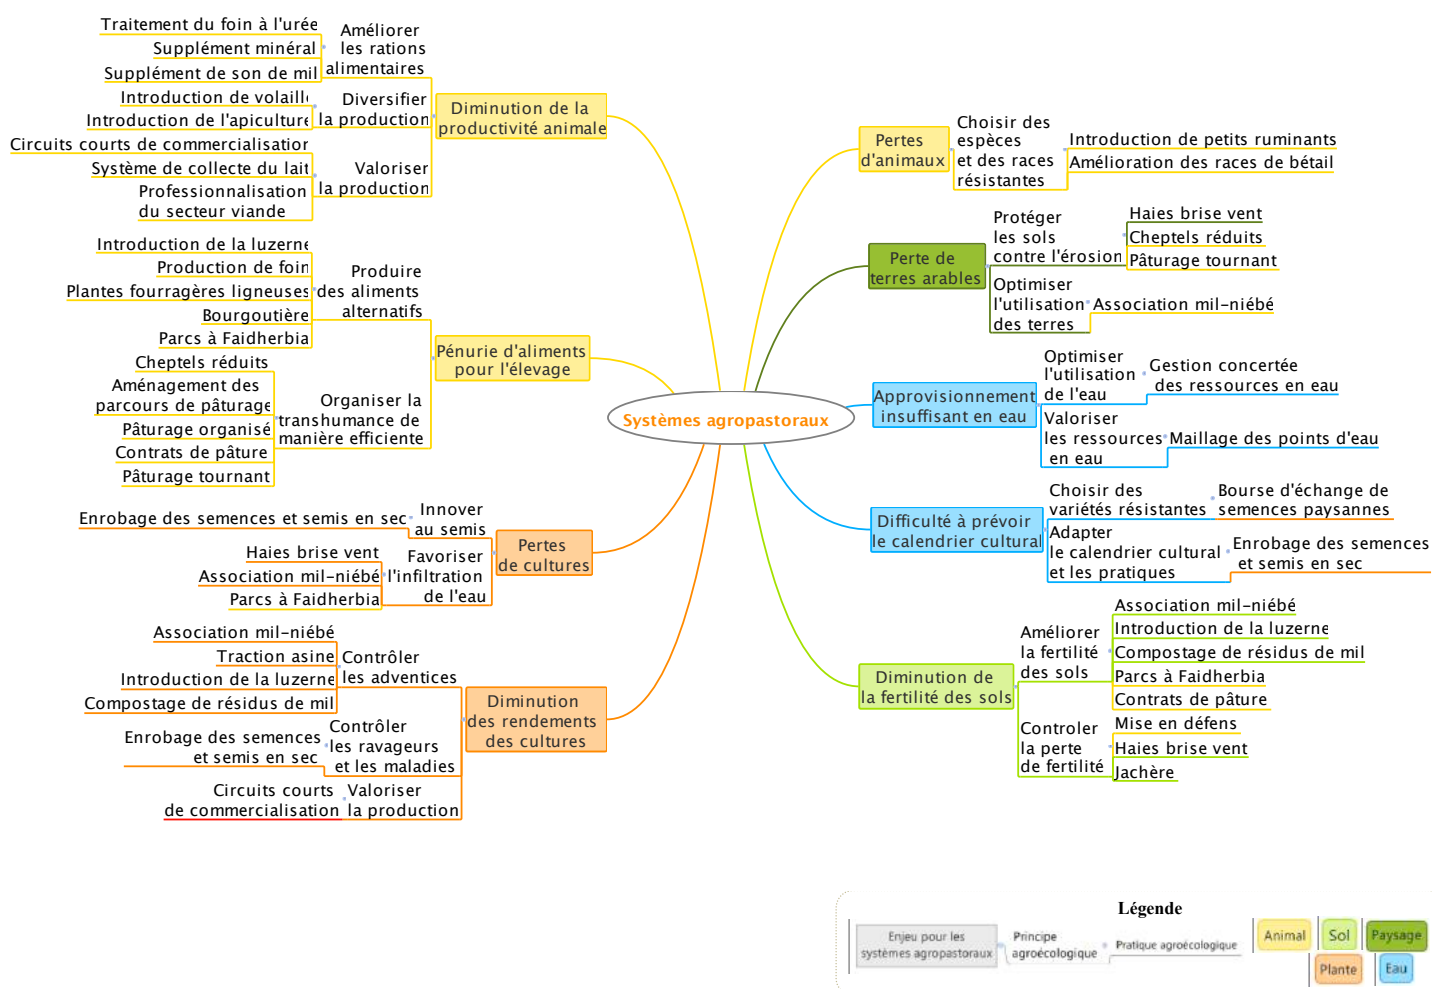 Traitement du foin à l'urée
Supplément minéral
Supplément de son de mil
Améliorer
les rations
alimentaires
Introduction de volaille
Introduction de l'apiculture
Diversifier
la production
Circuits courts de commercialisation
Système de collecte du lait
Professionnalisation
du secteur viande
Valoriser
la production
Diminution de la
productivité animale
Introduction de la luzerne
Production de foin
Plantes fourragères ligneuses
Bourgoutière
Parcs à Faidherbia
Produire
des aliments
alternatifs
Cheptels réduits
Aménagement des
parcours de pâturage
Pâturage organisé
Contrats de pâture
Pâturage tournant
Organiser la
transhumance de
manière efficiente
Pénurie d'aliments
pour l'élevage
Enrobage des semences et semis en sec
Innover
au semis
Haies brise vent
Association mil-niébé
Parcs à Faidherbia
Favoriser
l'infiltration
de l'eau
Pertes
de cultures
Association mil-niébé
Traction asine
Introduction de la luzerne
Compostage de résidus de mil
Contrôler
les adventices
Enrobage des semences
et semis en sec
Contrôler
les ravageurs
et les maladies
Circuits courts
de commercialisation
Valoriser
la production
Diminution
des rendements
des cultures
Systèmes agropastoraux
Pertes
d'animaux
Choisir des
espèces
et des races
résistantes
Introduction de petits ruminants
Amélioration des races de bétail
Perte de
terres arables
Protéger
les sols
contre l'érosion
Haies brise vent
Cheptels réduits
Pâturage tournant
Optimiser
l'utilisation
des terres
Association mil-niébé
Approvisionnement
insuffisant en eau
Optimiser
l'utilisation
de l'eau
Gestion concertée
des ressources en eau
Valoriser
les ressources
en eau
Maillage des points d'eau
Difficulté à prévoir
le calendrier cultural
Choisir des
variétés résistantes
Bourse d'échange de
semences paysannes
Adapter
le calendrier cultural
et les pratiques
Enrobage des semences
et semis en sec
Diminution de
la fertilité des sols
Améliorer
la fertilité
des sols
Association mil-niébé
Introduction de la luzerne
Compostage de résidus de mil
Parcs à Faidherbia
Contrats de pâture
Controler
la perte
de fertilité
Mise en défens
Haies brise vent
Jachère
Légende
Enjeu pour les
systèmes agropastoraux
Principe
agroécologique
Pratique agroécologique
Animal
Sol
Paysage
Plante
Eau